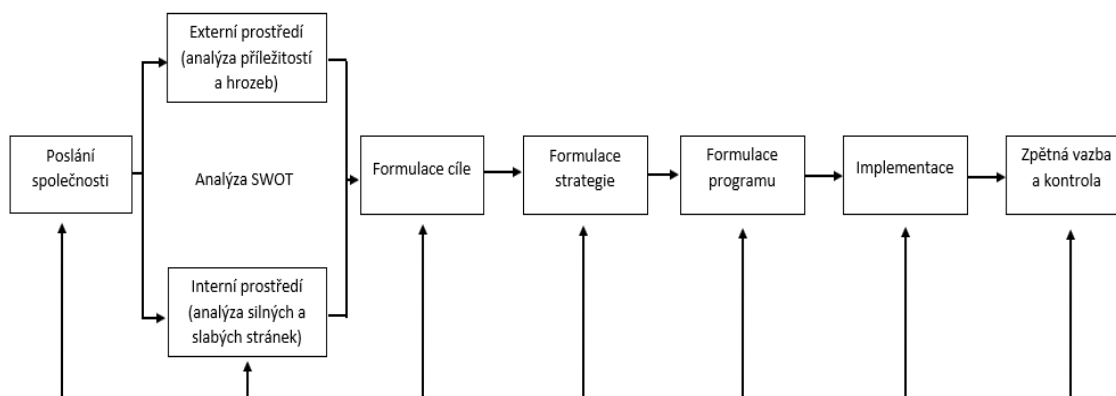 Poslání
společnosti
Externí prostředí
(analýza příležitostí
a hrozeb)
Analýza SWOT
Interní prostředí
(analýza silných a
slabých stránek)
Formulace cíle
Formulace
strategie
Formulace
programu
Implementace
Zpětná vazba
a kontrola